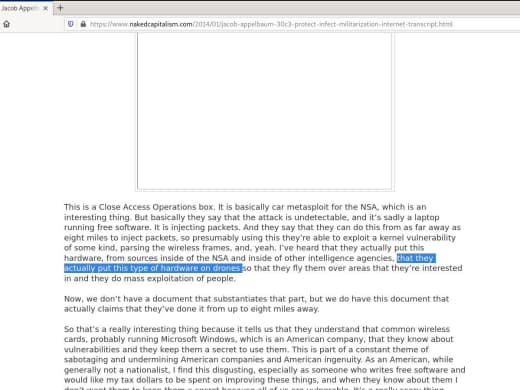 Jacob Appelb
https://www.nakedcapitalism.com/2014/01/jacob-appelbaum-30c3-protect-infect-militarization-internet-transcript.html
This is a Close Access Operations box. It is basically car metasploit for the NSA, which is an
interesting thing. But basically they say that the attack is undetectable, and it's sadly a laptop
running free software. It is injecting packets. And they say that they can do this from as far away as
eight miles to inject packets, so presumably using this they're able to exploit a kernel vulnerability
of some kind, parsing the wireless frames, and, yeah. I've heard that they actually put this
hardware, from sources inside of the NSA and inside of other intelligence agencies, that they
actually put this type of hardware on drones so that they fly them over areas that they're interested
in and they do mass exploitation of people.
Now, we don't have a document that substantiates that part, but we do have this document that
actually claims that they've done it from up to eight miles away.
So that's a really interesting thing because it tells us that they understand that common wireless
cards, probably running Microsoft Windows, which is an American company, that they know about
vulnerabilities and they keep them a secret to use them. This is part of a constant theme of
sabotaging and undermining American companies and American ingenuity. As an American, while
generally not a nationalist, I find this disgusting, especially as someone who writes free software and
would like my tax dollars to be spent on improving these things, and when they know about them I